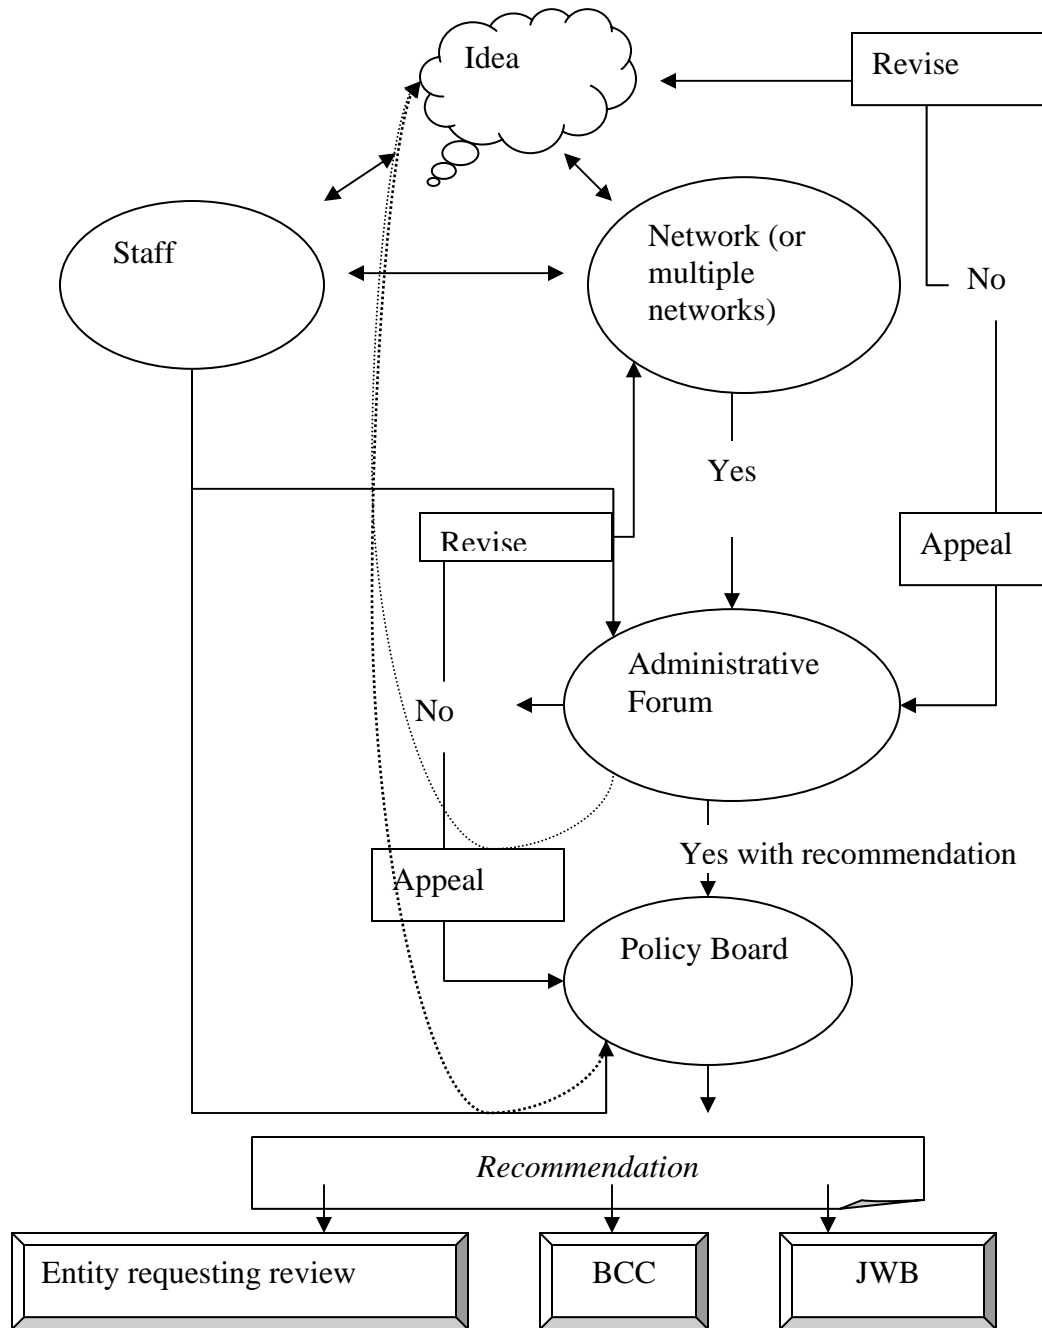 Idea
Revise
Staff
Network (or
multiple
networks)
No
Yes
Revise
Appeal
Administrative
Forum
No
Yes with recommendation
Appeal
Policy Board
Recommendation
Entity requesting review
BCC
JWB